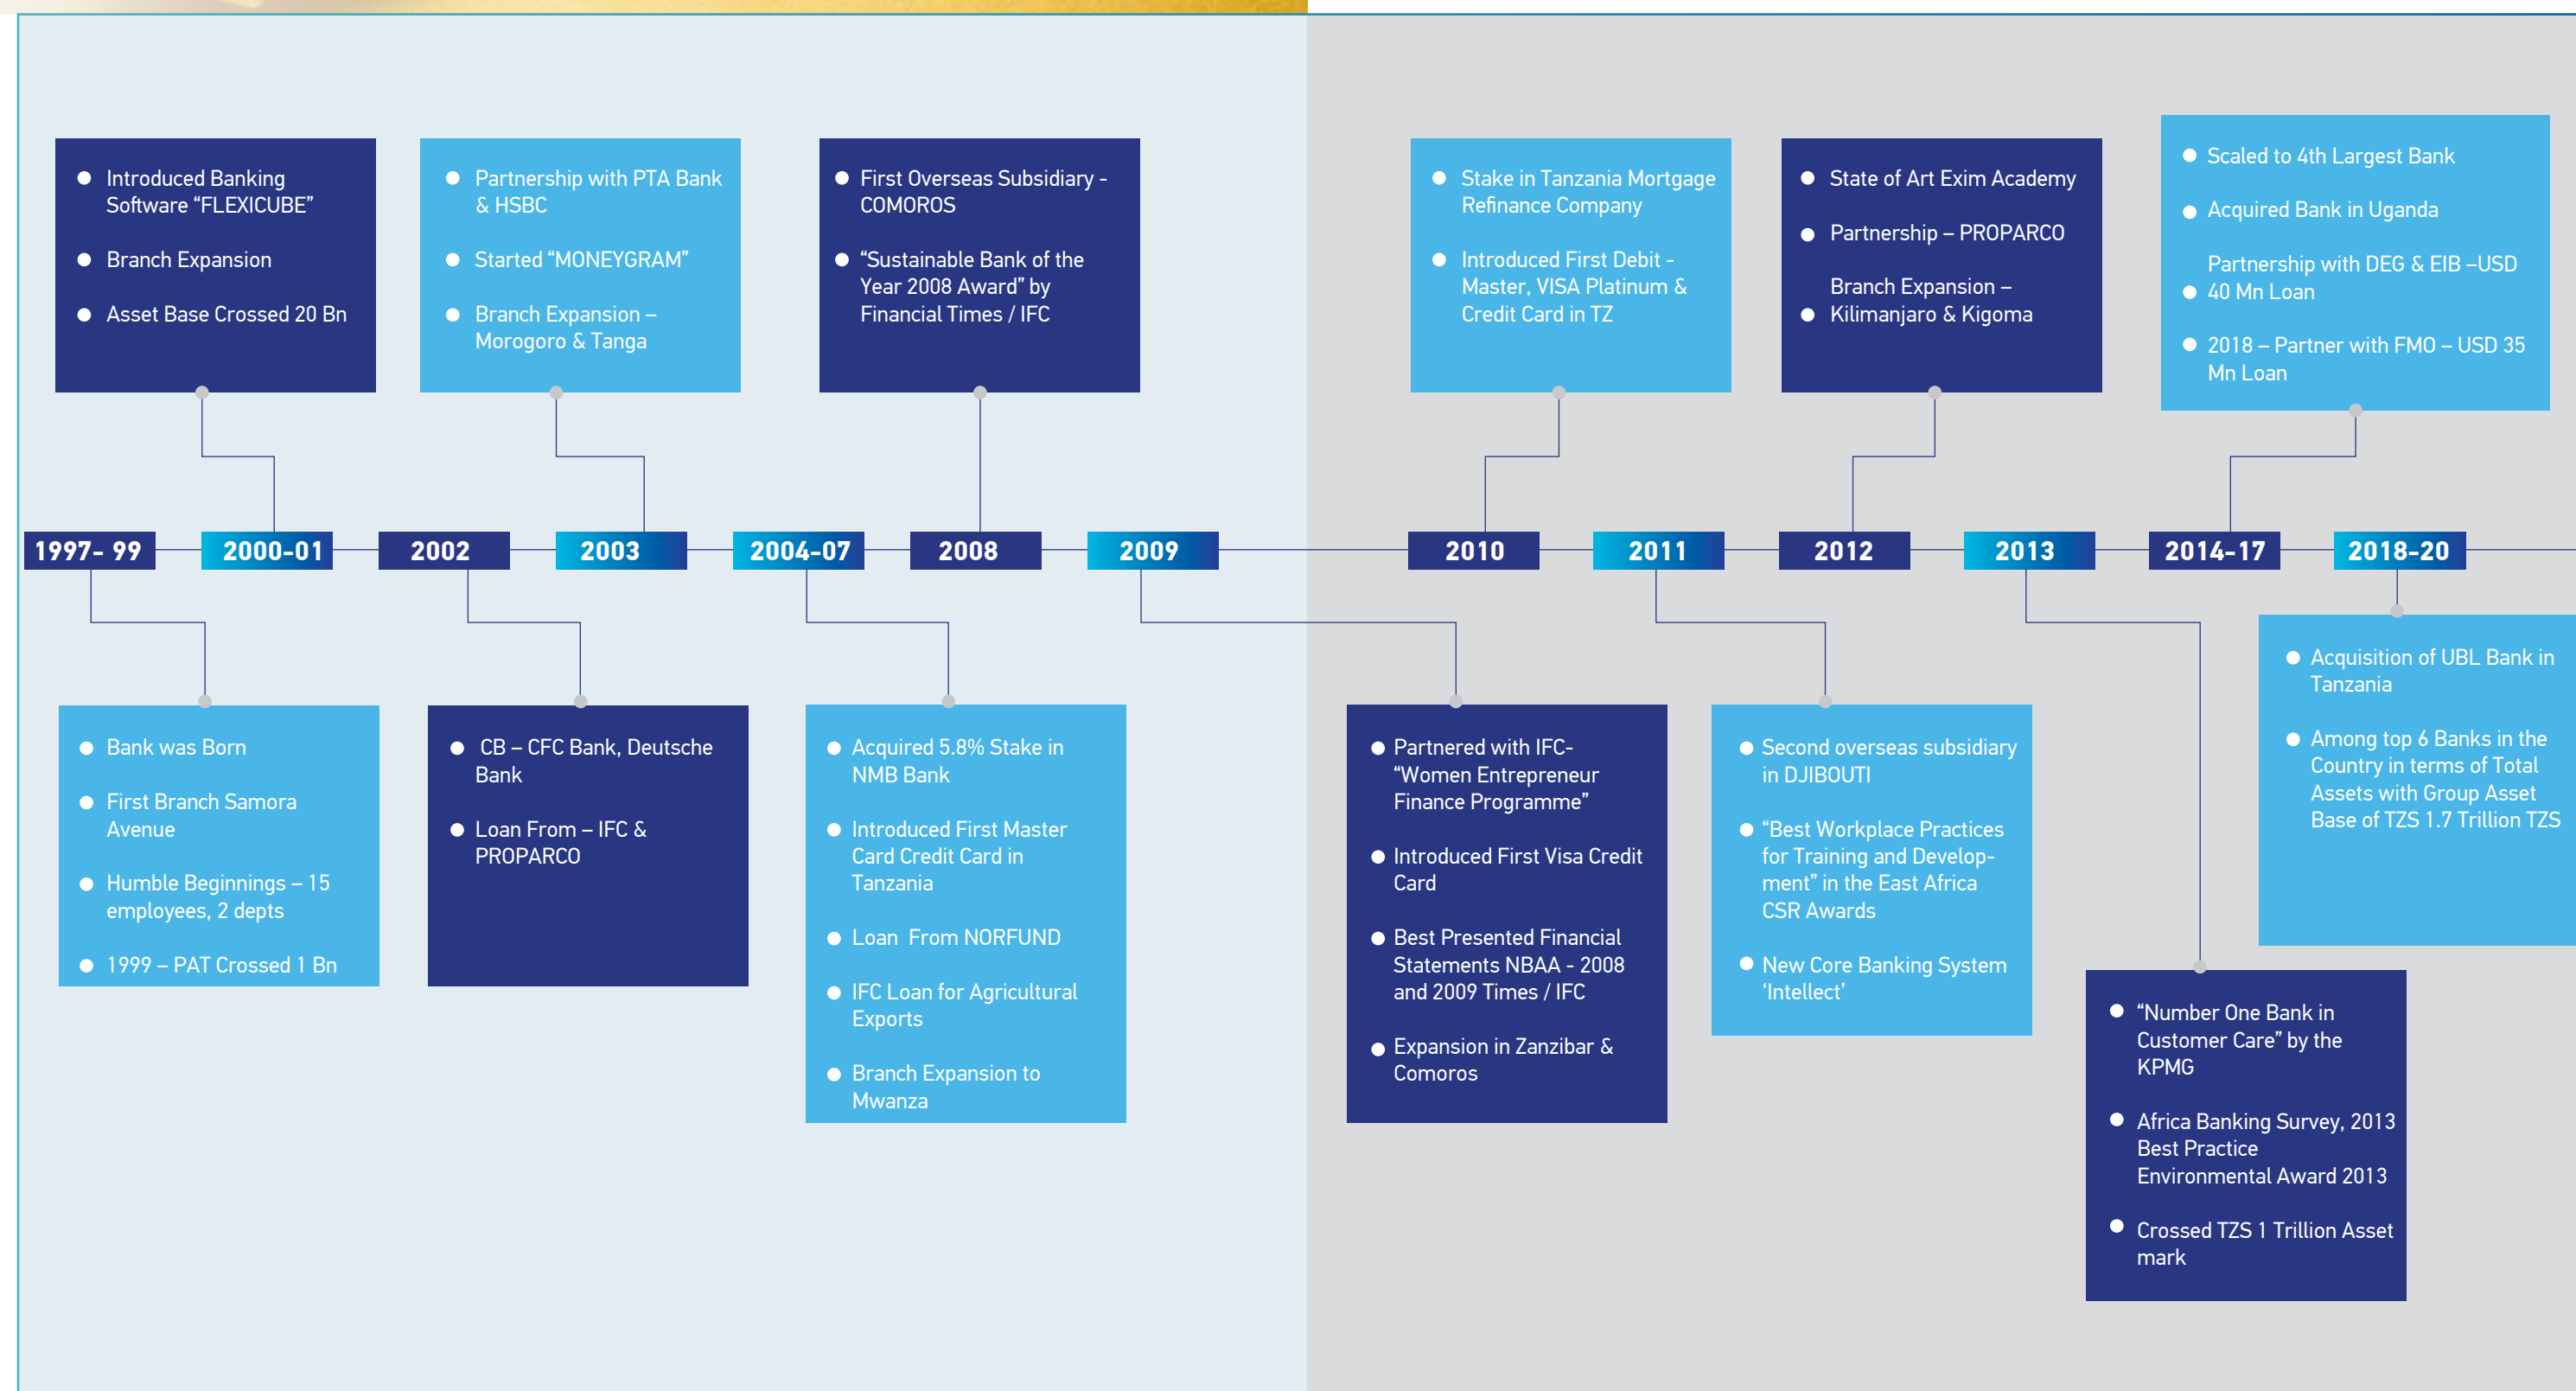 Introduced Banking
Software “FLEXICUBE”
Branch Expansion
Asset Base Crossed 20 Bn
Partnership with PTA Bank
& HSBC
Started “MONEYGRAM”
Branch Expansion –
Morogoro & Tanga
First Overseas Subsidiary -
COMOROS
“Sustainable Bank of the
Year 2008 Award” by
Financial Times / IFC
Stake in Tanzania Mortgage
Refinance Company
Introduced First Debit -
Master, VISA Platinum &
Credit Card in TZ
State of Art Exim Academy
Partnership – PROPARCO
Branch Expansion –
Kilimanjaro & Kigoma
Scaled to 4th Largest Bank
Acquired Bank in Uganda
Partnership with DEG & EIB –USD
40 Mn Loan
2018 – Partner with FMO – USD 35
Mn Loan
1997- 99
2000-01
2002
2003
2004-07
2008
2009
2010
2011
2012
2013
2014-17
2018-20
Bank was Born
First Branch Samora
Avenue
Humble Beginnings – 15
employees, 2 depts
1999 – PAT Crossed 1 Bn
CB – CFC Bank, Deutsche
Bank
Loan From – IFC &
PROPARCO
Acquired 5.8% Stake in
NMB Bank
Introduced First Master
Card Credit Card in
Tanzania
Loan  From NORFUND
IFC Loan for Agricultural
Exports
Branch Expansion to
Mwanza
Partnered with IFC-
“Women Entrepreneur
Finance Programme”
Introduced First Visa Credit
Card
Best Presented Financial
Statements NBAA - 2008
and 2009 Times / IFC
Expansion in Zanzibar &
Comoros
Second overseas subsidiary
in DJIBOUTI
“Best Workplace Practices
for Training and Develop-
ment” in the East Africa
CSR Awards
New Core Banking System
‘Intellect’
“Number One Bank in
Customer Care” by the
KPMG
Africa Banking Survey, 2013
Best Practice
Environmental Award 2013
Crossed TZS 1 Trillion Asset
mark
Acquisition of UBL Bank in
Tanzania
Among top 6 Banks in the
Country in terms of Total
Assets with Group Asset
Base of TZS 1.7 Trillion TZS